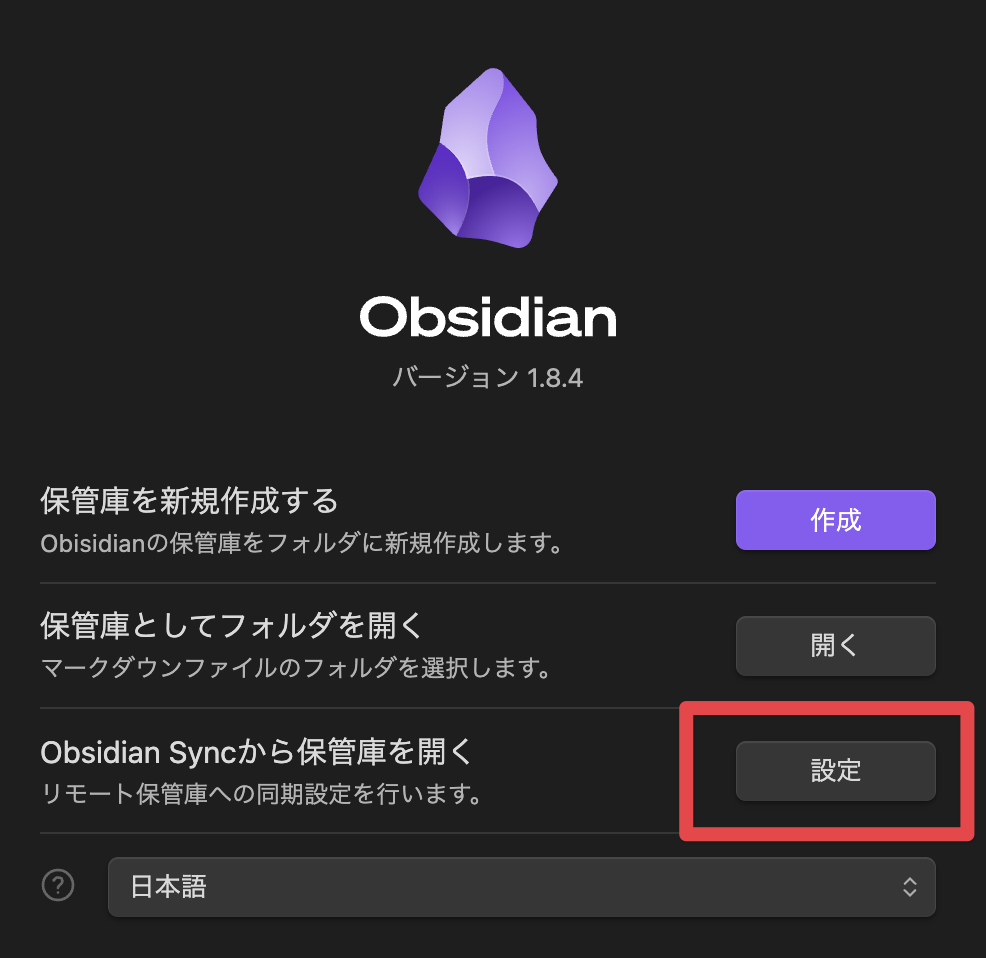 Obsidian
バージョン 1.8.4
保管庫を新規作成する
Obisidianの保管庫をフォルダに新規作成します。
作成
保管庫としてフォルダを開く
マークダウンファイルのフォルダを選択します。
開く
Obsidian Syncから保管庫を開く
リモート保管庫への同期設定を行います。
設定
?
日本語